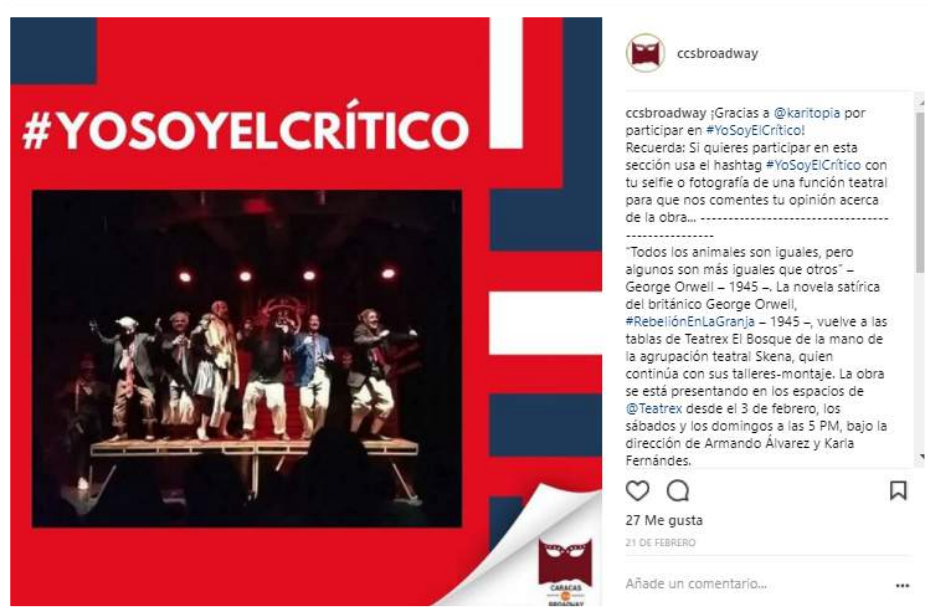 #YOSOYELCRÍTICO
CARACAS
BROADWAY
ccsbroadway
ccsbroadway ¡Gracias a @karitopia por
participar en #YoSoyElCrítico!
Recuerda: Si quieres participar en esta
sección usa el hashtag #YoSoyElCrítico con
tu selfie o fotografía de una función teatral
para que nos comentes tu opinión acerca
de la obra... ----------------------------------
----------------
"Todos los animales son iguales, pero
algunos son más iguales que otros" –
George Orwell – 1945 –. La novela satírica
del británico George Orwell,
#RebeliónEnLaGranja – 1945 –, vuelve a las
tablas de Teatrex El Bosque de la mano de
la agrupación teatral Skena, quien
continúa con sus talleres-montaje. La obra
se está presentando en los espacios de
@Teatrex desde el 3 de febrero, los
sábados y los domingos a las 5 PM, bajo la
dirección de Armando Álvarez y Karla
Fernándes.
27 Me gusta
21 DE FEBRERO
Añade un comentario...